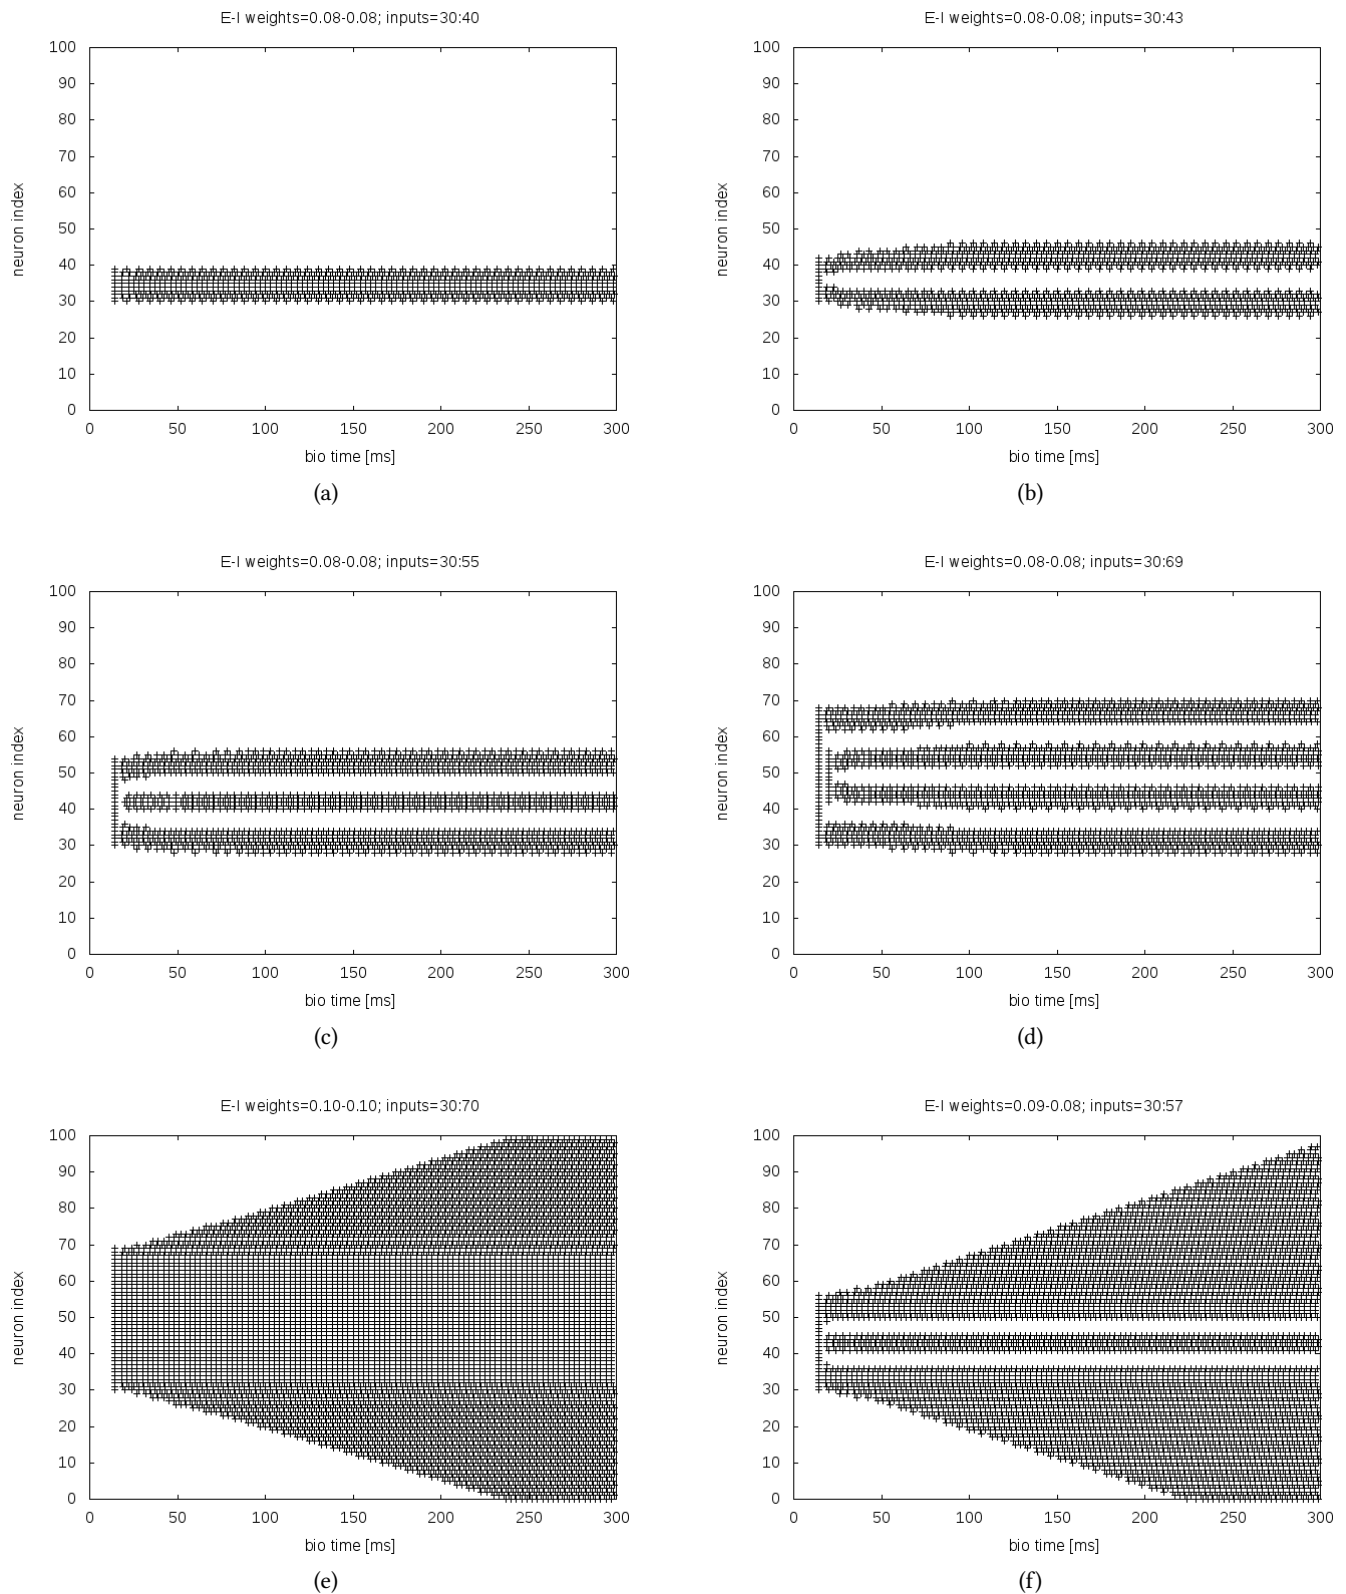 E-I weights=0.08-0.08; inputs=30:40
100
90
80
70
60
50
40
30
20
10
0
neuron index
0 50 100 150 200 250 300
bio time [ms]
(a)
E-I weights=0.08-0.08; inputs=30:43
100
90
80
70
60
50
40
30
20
10
0
neuron index
0 50 100 150 200 250 300
bio time [ms]
(b)
E-I weights=0.08-0.08; inputs=30:55
100
90
80
70
60
50
40
30
20
10
0
neuron index
0 50 100 150 200 250 300
bio time [ms]
(c)
E-I weights=0.08-0.08; inputs=30:69
100
90
80
70
60
50
40
30
20
10
0
neuron index
0 50 100 150 200 250 300
bio time [ms]
(d)
E-I weights=0.10-0.10; inputs=30:70
100
90
80
70
60
50
40
30
20
10
0
neuron index
0 50 100 150 200 250 300
bio time [ms]
(e)
E-I weights=0.09-0.08; inputs=30:57
100
90
80
70
60
50
40
30
20
10
0
neuron index
0 50 100 150 200 250 300
bio time [ms]
(f)